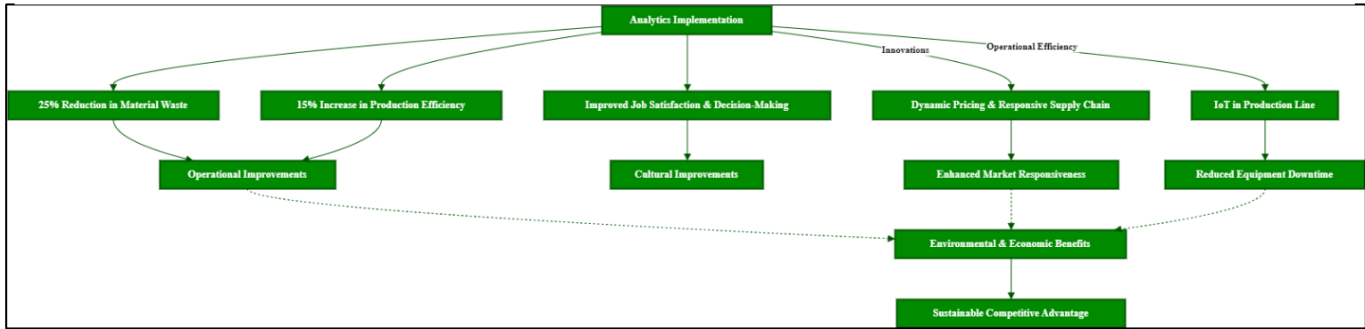 Analytics Implementation
Innovations
Operational Efficiency
25% Reduction in Material Waste
15% Increase in Production Efficiency
Improved Job Satisfaction & Decision-Making
Dynamic Pricing & Responsive Supply Chain
IoT in Production Line
Operational Improvements
Cultural Improvements
Enhanced Market Responsiveness
Reduced Equipment Downtime
Environmental & Economic Benefits
Sustainable Competitive Advantage